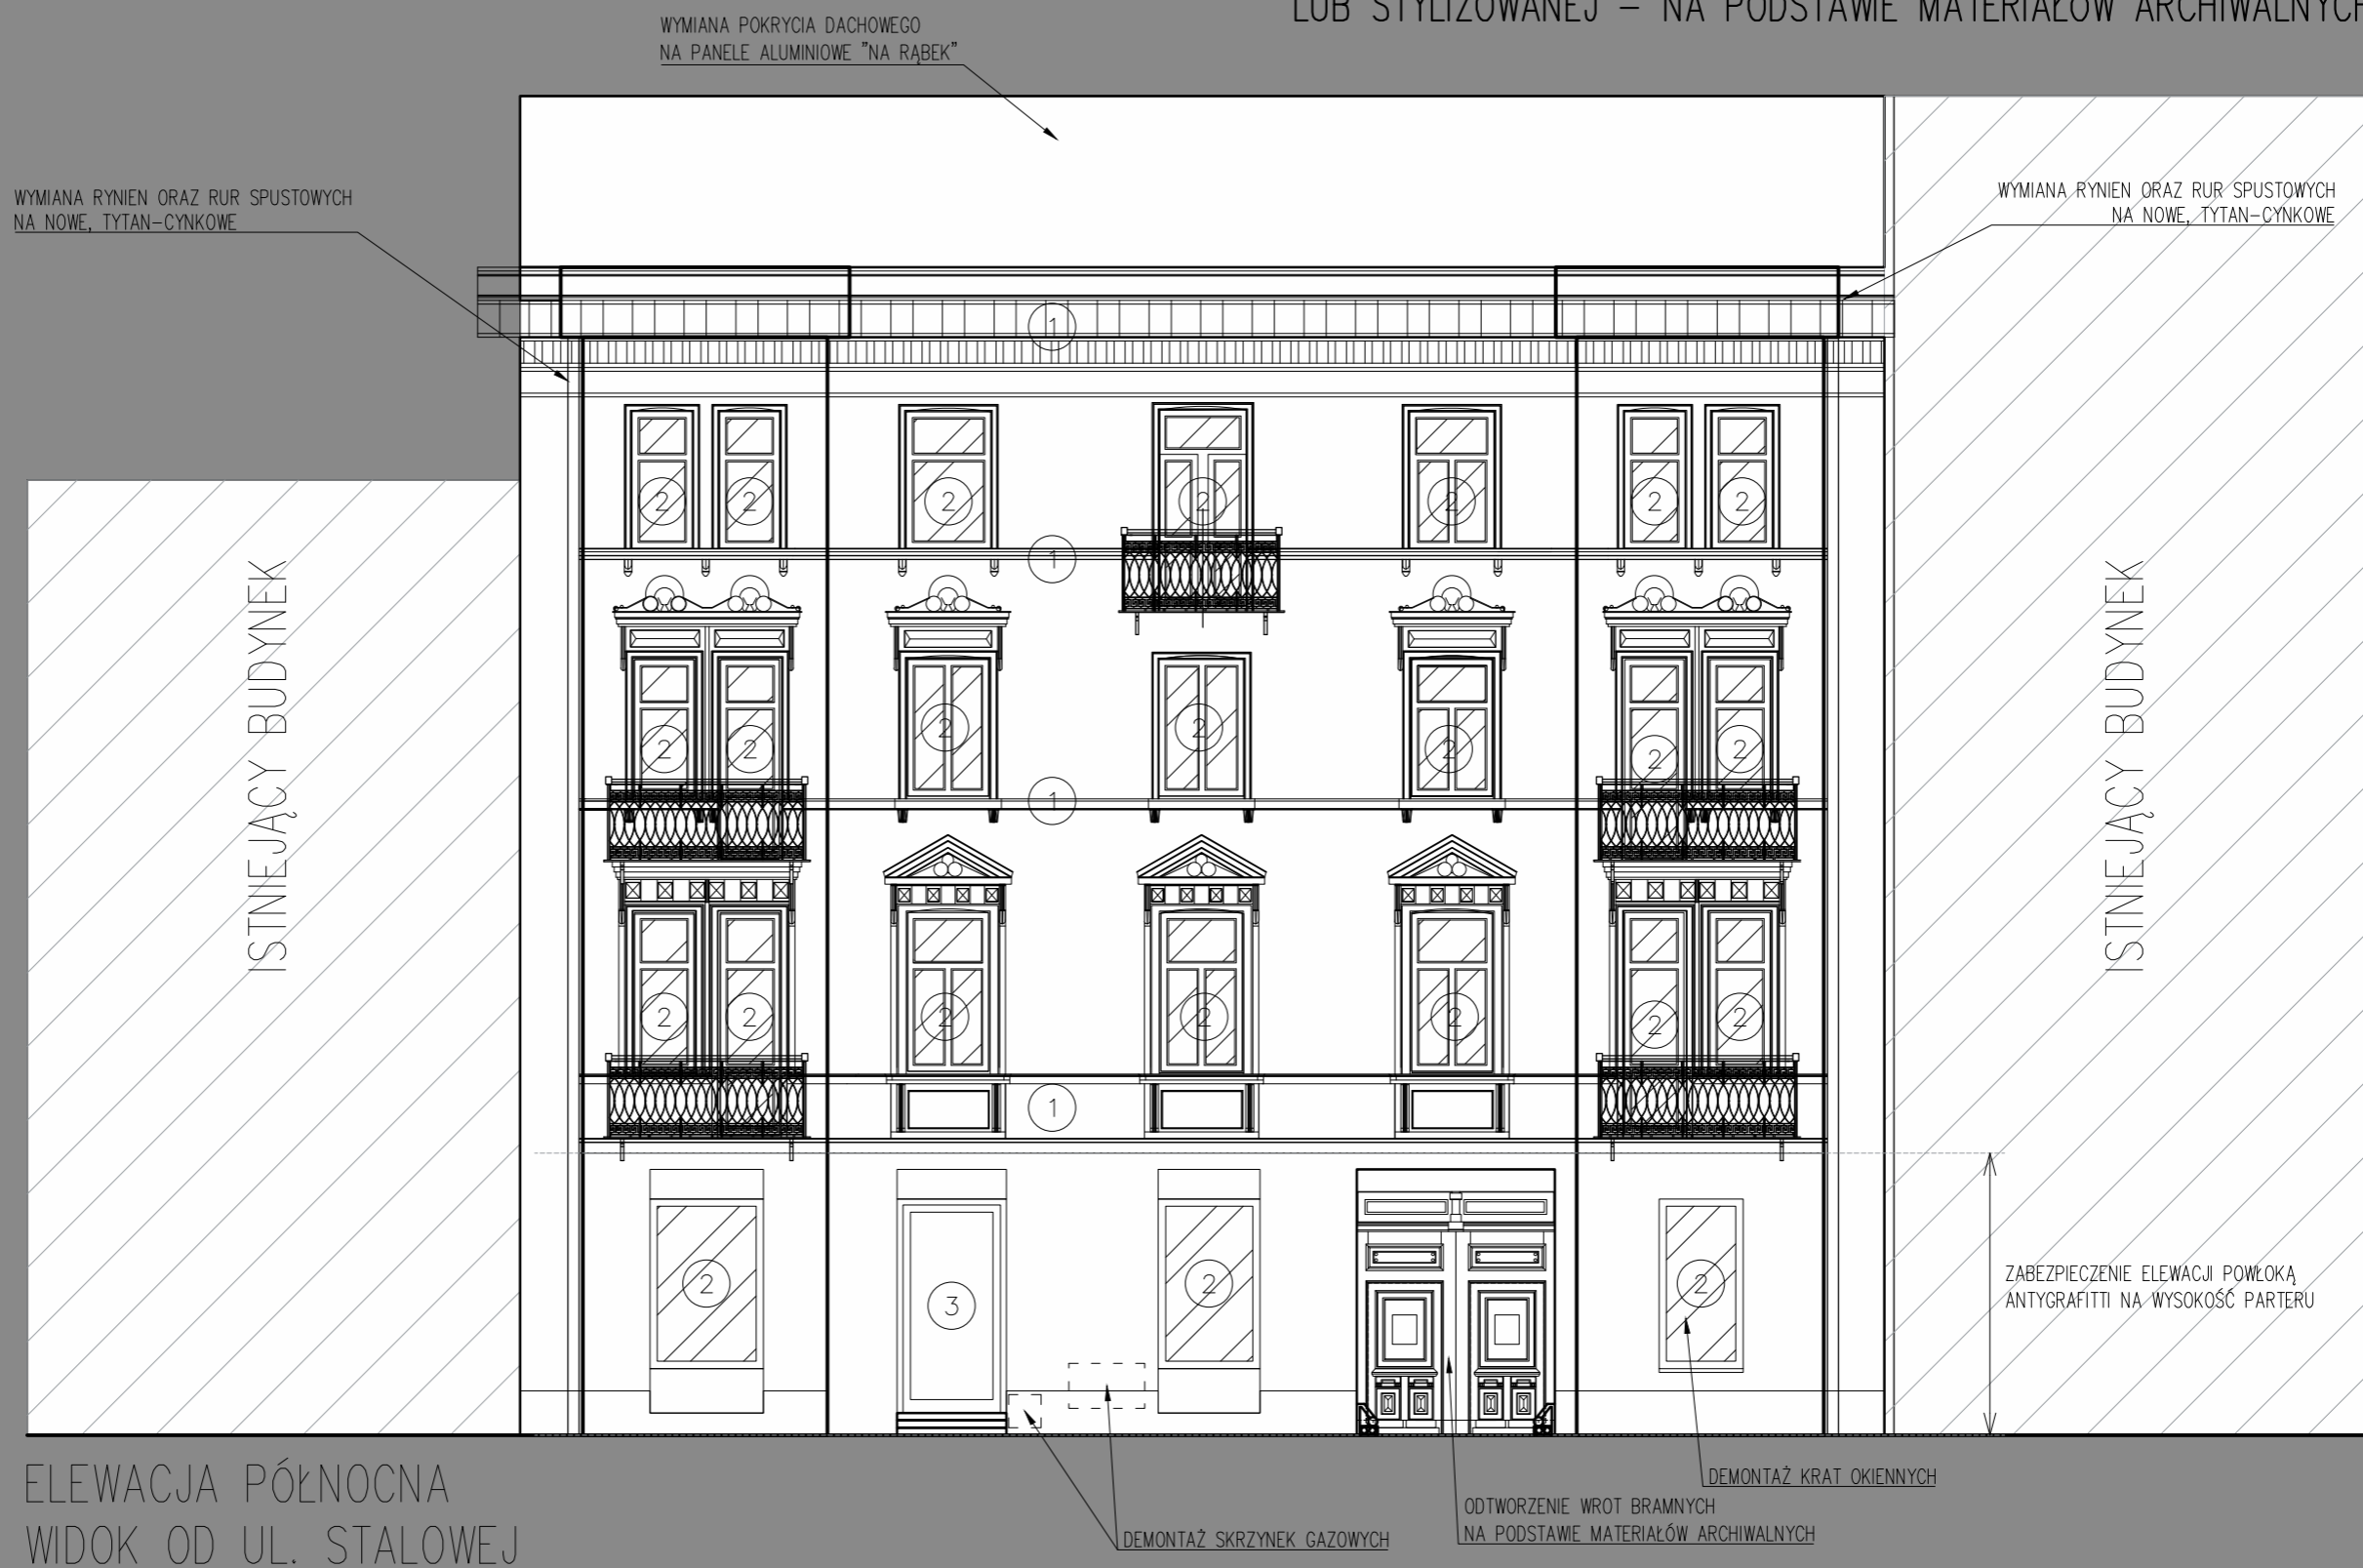 LUB STYLIZOWANEJ – NA PODSTAWIE MATERIAŁÓW ARCHIWALNYCH
WYMIANA POKRYCIA DACHOWEGO
NA PANELE ALUMINIOWE "NA RĄBEK"
WYMIANA RYNIEN ORAZ RUR SPUSTOWYCH
NA NOWE, TYTAN–CYNKOWE
WYMIANA RYNIEN ORAZ RUR SPUSTOWYCH
NA NOWE, TYTAN–CYNKOWE
1
2 2 2 2 2 2 2
1
ISTNIEJĄCY BUDYNEK
ISTNIEJĄCY BUDYNEK
2 2 2 2 2 2 2
1
2 2 2 2 2 2 2
1
2 3 2 2
ZABEZPIECZENIE ELEWACJI POWŁOKĄ
ANTYGRAFITTI NA WYSOKOŚĆ PARTERU
ELEWACJA PÓŁNOCNA
WIDOK OD UL. STALOWEJ
DEMONTAŻ SKRZYNEK GAZOWYCH
ODTWORZENIE WROT BRAMNYCH
NA PODSTAWIE MATERIAŁÓW ARCHIWALNYCH
DEMONTAŻ KRAT OKIENNYCH